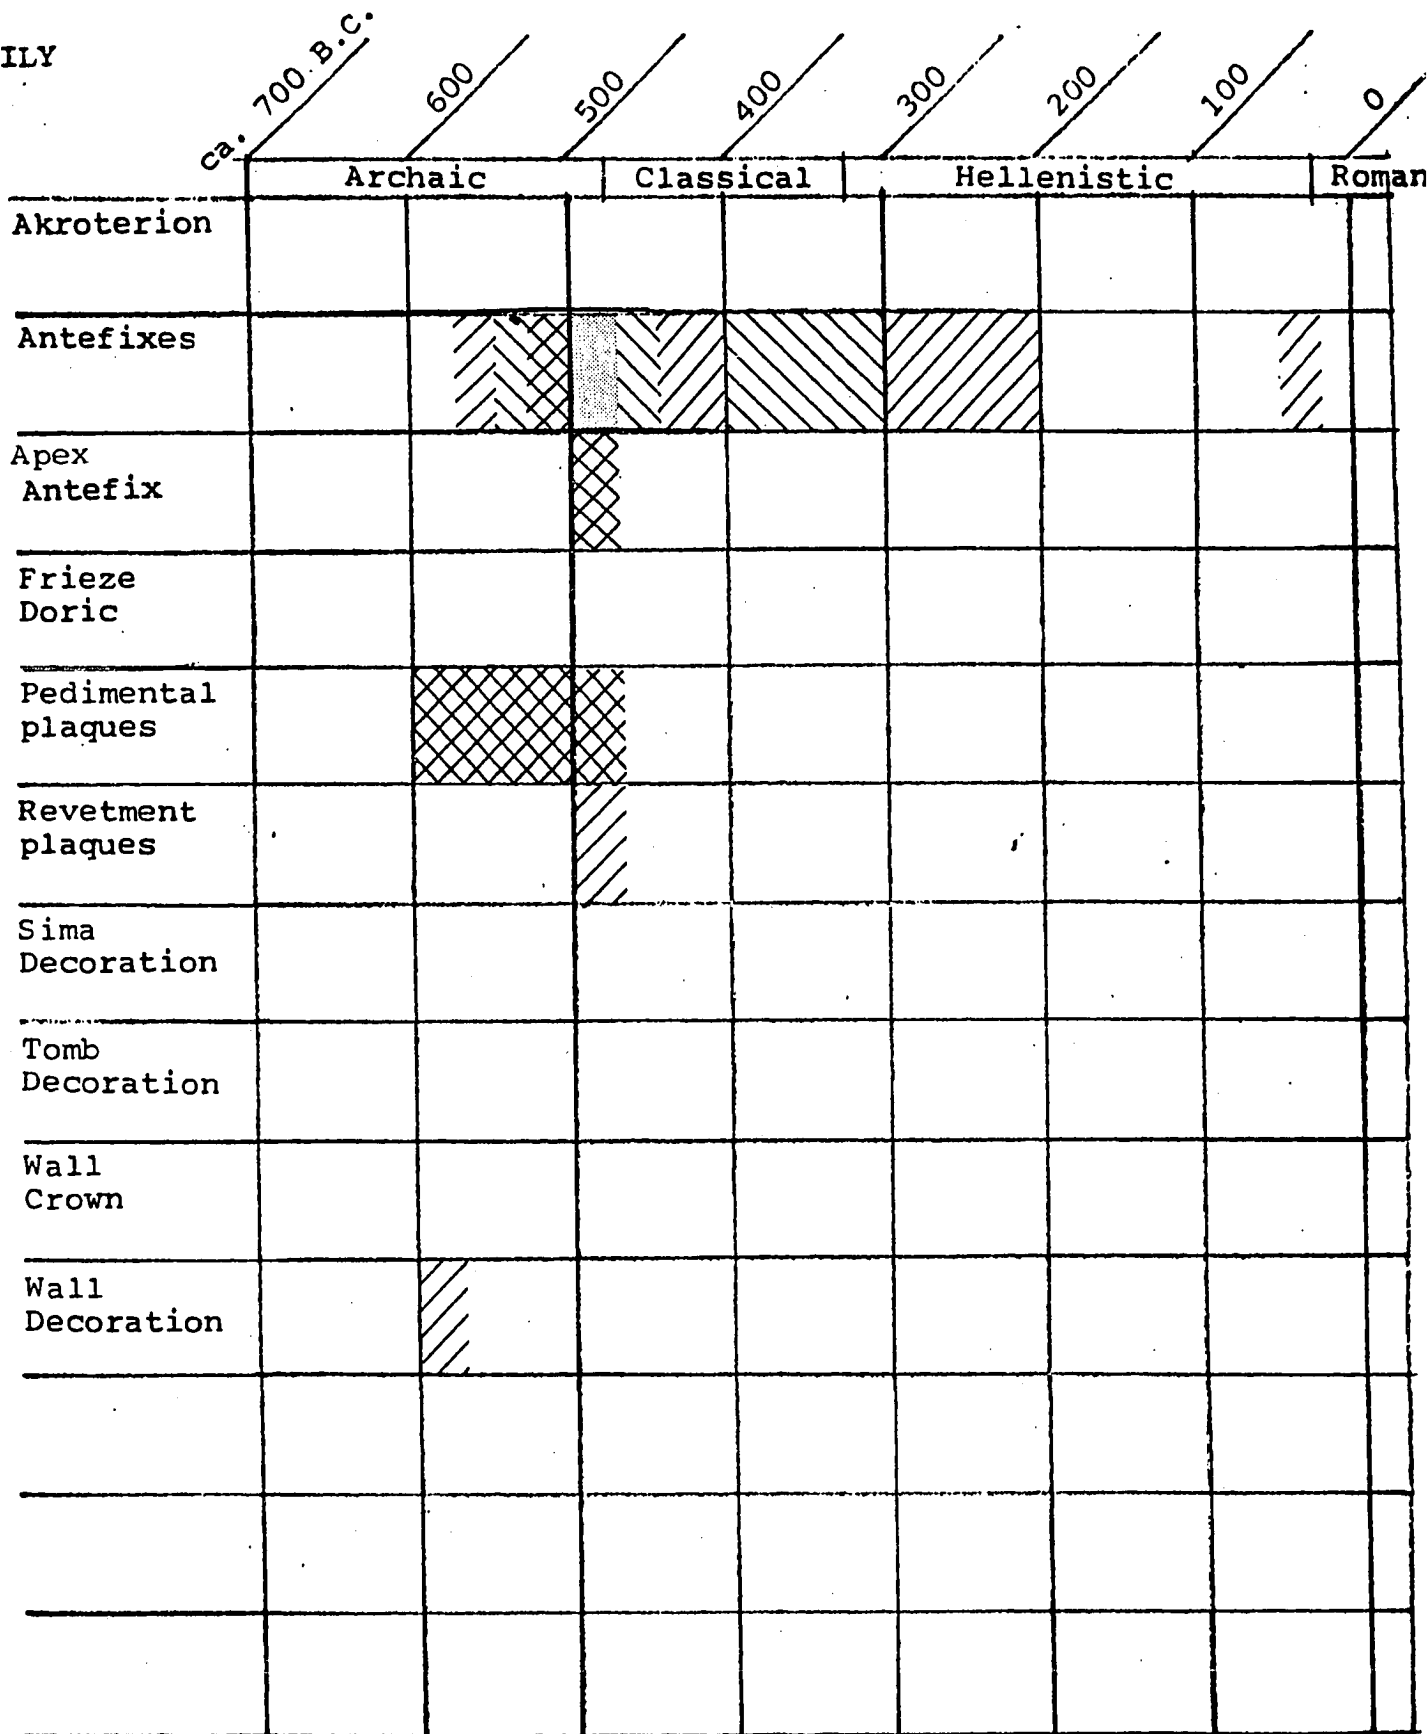 ILY
ca. 700 B.C.
600
500
400
300
200
100
0
Archaic
Classical
Hellenistic
Roman
Akroterion
Antefixes
Apex
Antefix
Frieze
Doric
Pedimental
plaques
Revetment
plaques
Sima
Decoration
Tomb
Decoration
Wall
Crown
Wall
Decoration